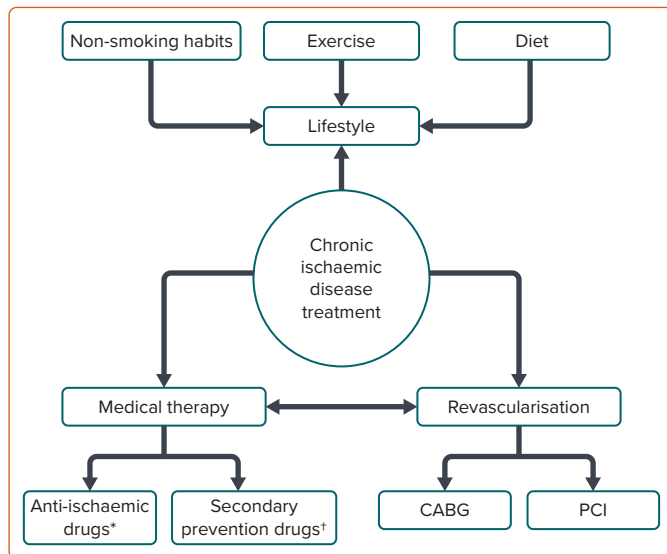 Non-smoking habits
Exercise
Diet
Lifestyle
Chronic
ischaemic
disease
treatment
Medical therapy
Revascularisation
Anti-ischaemic
drugs*
Secondary
prevention drugs†
CABG
PCI